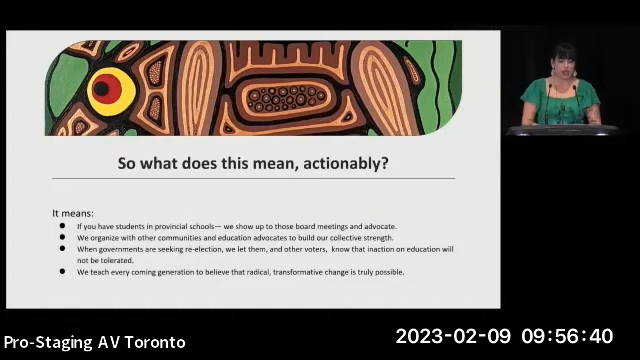 So what does this mean, actionably?
It means:
● If you have students in provincial schools— we show up to those board meetings and advocate.
● We organize with other communities and education advocates to build our collective strength.
● When governments are seeking re-election, we let them, and other voters,  know that inaction on education will
not be tolerated.
● We teach every coming generation to believe that radical, transformative change is truly possible.
Pro-Staging AV Toronto
2023-02-09 09:56:40